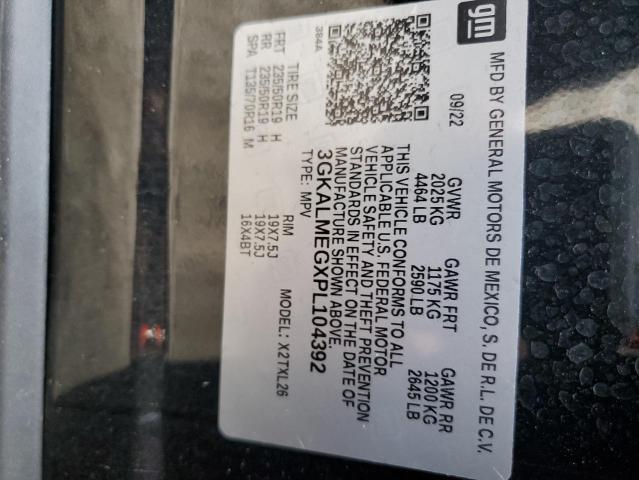 gm
MFD BY GENERAL MOTORS DE MEXICO, S. DE R.L. DE C.V.
09/22
GVWR GAWR FRT GAWR RR
2025 KG 1175 KG 1200 KG
4464 LB 2590 LB 2645 LB
THIS VEHICLE CONFORMS TO ALL
APPLICABLE U.S. FEDERAL MOTOR
VEHICLE SAFETY AND THEFT PREVENTION
STANDARDS IN EFFECT ON THE DATE OF
MANUFACTURE SHOWN ABOVE.
384A
3GKALMEGXPL104392
TYPE: MPV MODEL: X2TXL26
TIRE SIZE RIM
FRT 235/50R19 H 19X7.5J
RR 235/50R19 H 19X7.5J
SPA T135/70R16 M 16X4BT